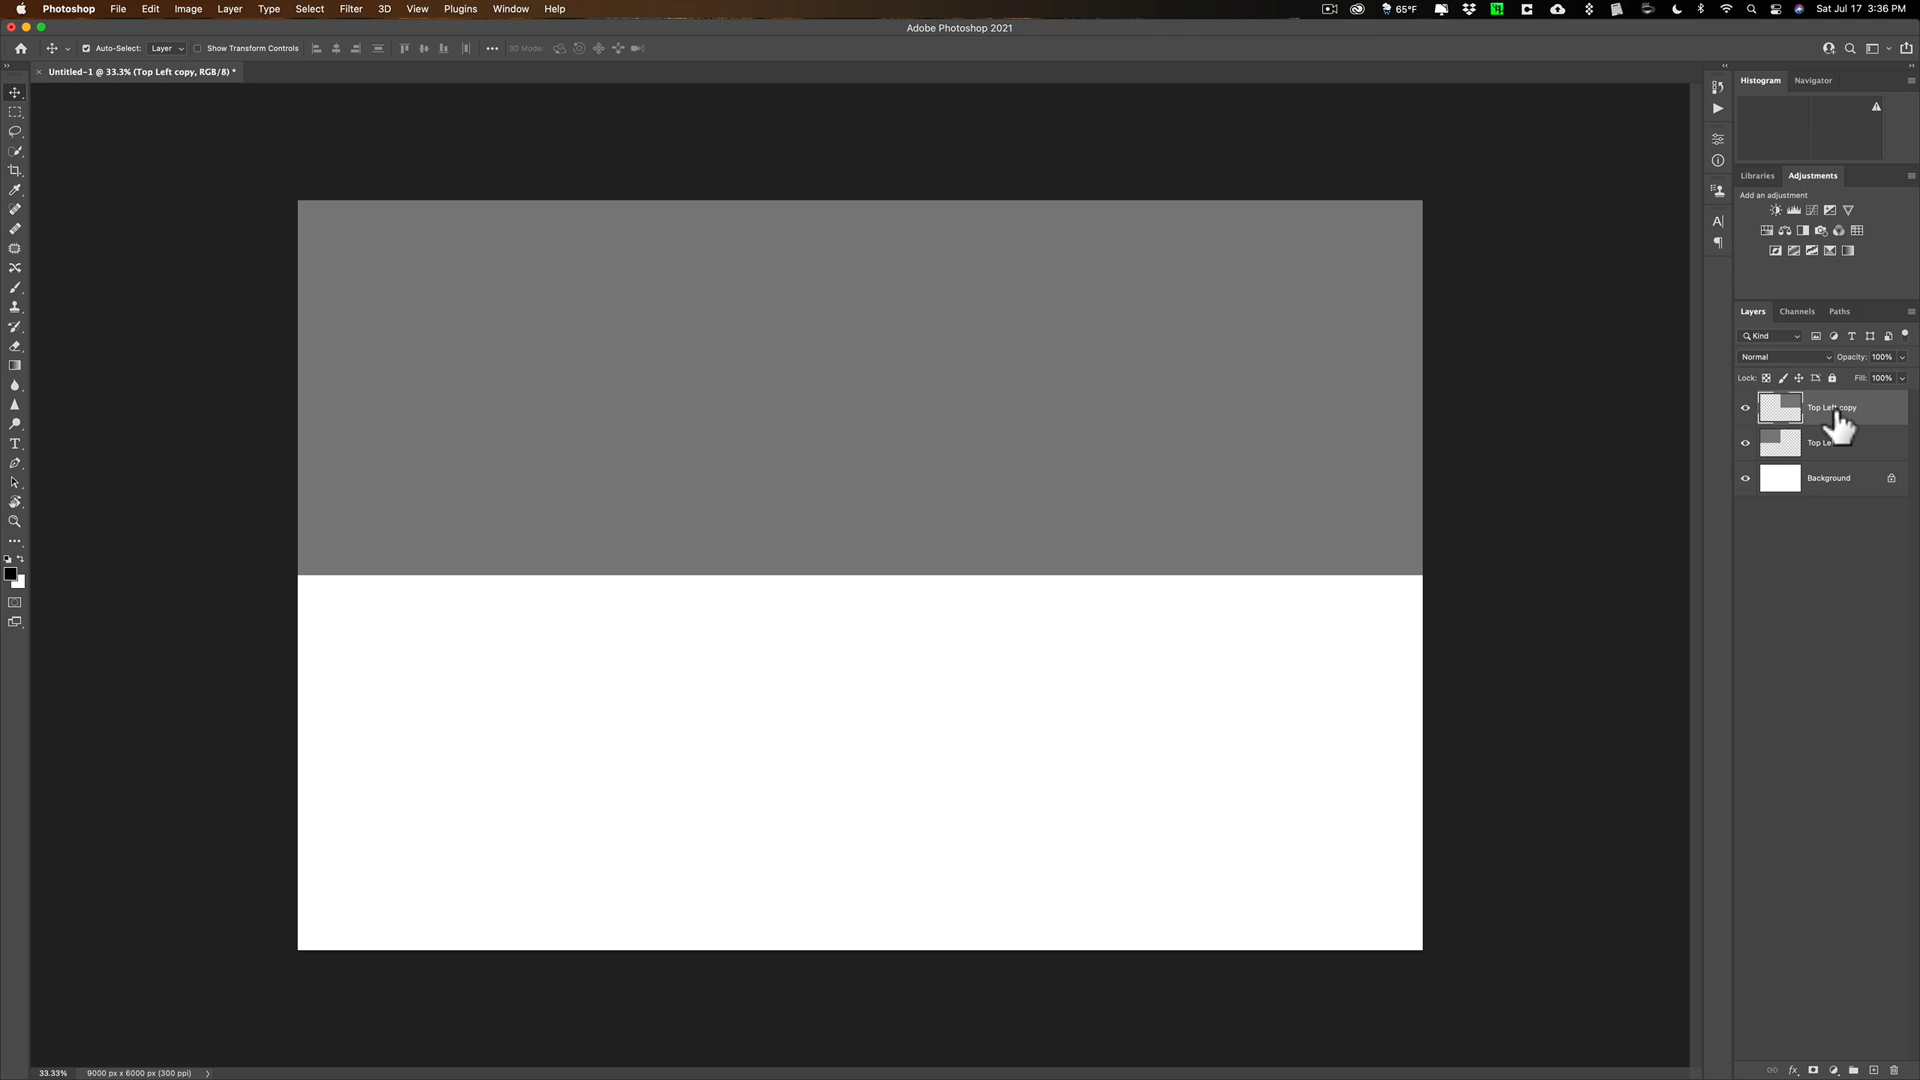 Photoshop File Edit Image Layer Type Select Filter 3D View Plugins Window Help 65°F Sat Jul 17 3:36 PM
Adobe Photoshop 2021
Auto-Select: Layer Show Transform Controls 3D Mode:
Untitled-1 @ 33.3% (Top Left copy, RGB/8) *
Histogram Navigator
Libraries Adjustments
Add an adjustment
Layers Channels Paths
Kind
Normal Opacity: 100%
Lock: Fill: 100%
Top Left copy
Top
Background
33.33% 9000 px x 6000 px (300 ppi)